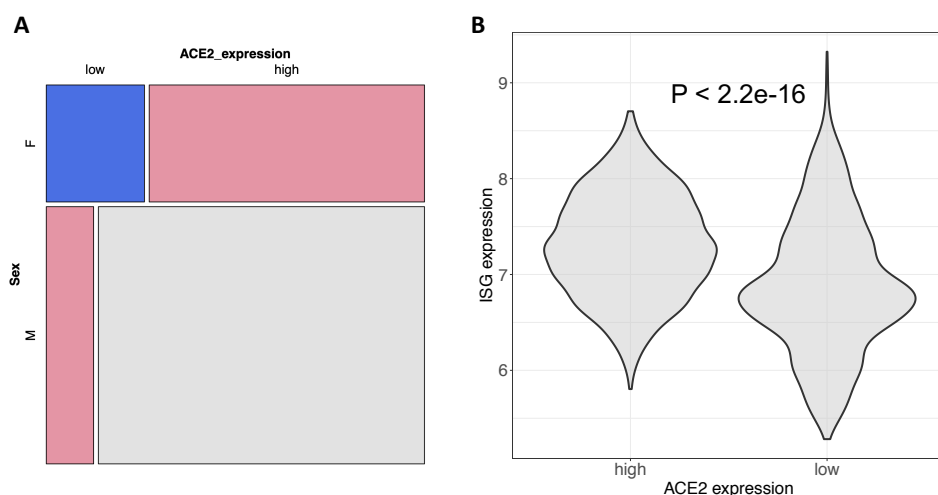 A
ACE2_expression
low high
F
Sex
M
B
P < 2.2e-16
9
8
7
6
ISG expression
high low
ACE2 expression